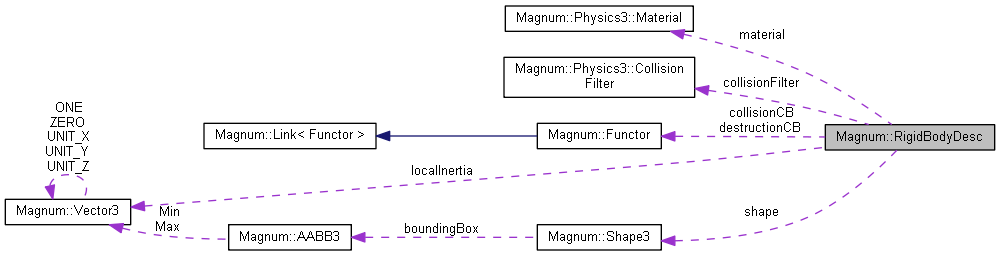 Magnum::Physics3::Material
material
Magnum::Physics3::Collision
Filter
collisionFilter
ONE
ZERO
UNIT_X
UNIT_Y
UNIT_Z
Magnum::Link< Functor >
Magnum::Functor
collisionCB
destructionCB
Magnum::RigidBodyDesc
localInertia
Magnum::Vector3
Min
Max
Magnum::AABB3
boundingBox
Magnum::Shape3
shape